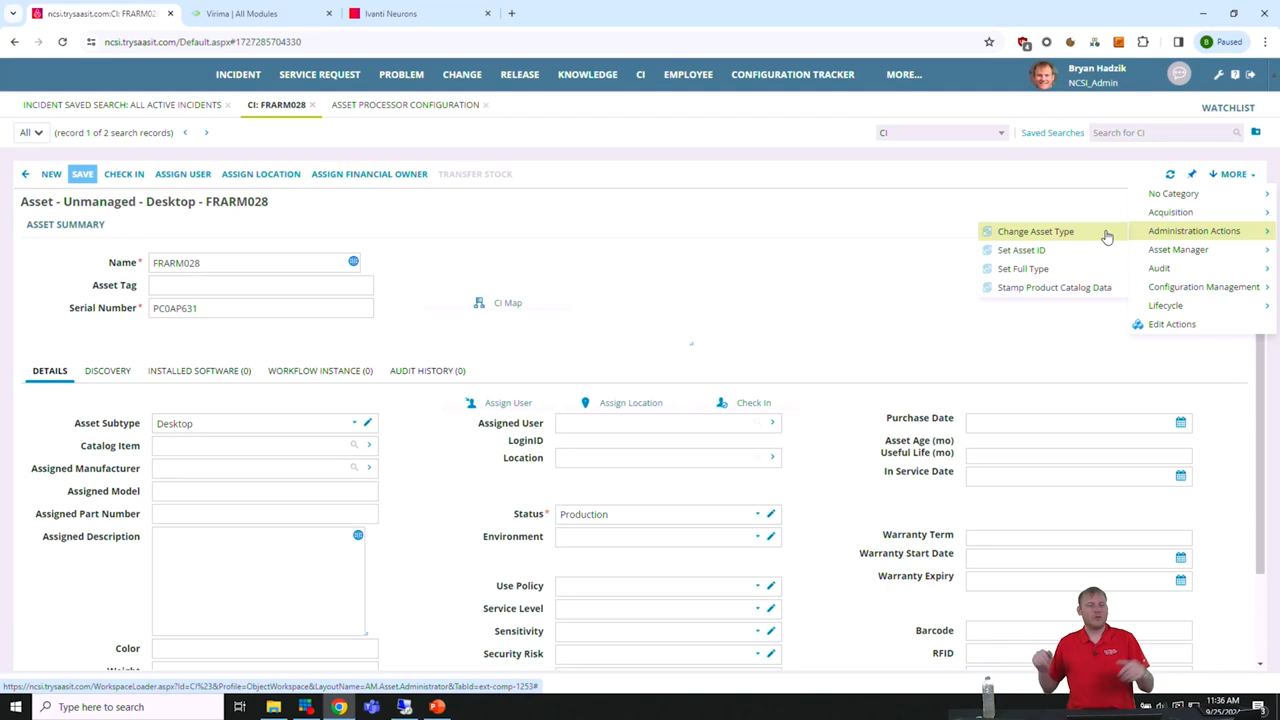 ncsi.trysaasit.com:CI: FRARM02
Virima | All Modules
Ivanti Neurons
ncsi.trysaasit.com/Default.aspx#1727285704330
4
B Paused
INCIDENT SERVICE REQUEST PROBLEM CHANGE RELEASE KNOWLEDGE CI EMPLOYEE CONFIGURATION TRACKER MORE...
Bryan Hadzik
NCSI_Admin
INCIDENT SAVED SEARCH: ALL ACTIVE INCIDENTS CI: FRARM028 ASSET PROCESSOR CONFIGURATION WATCHLIST
All (record 1 of 2 search records) CI Saved Searches Search for CI
NEW SAVE CHECK IN ASSIGN USER ASSIGN LOCATION ASSIGN FINANCIAL OWNER TRANSFER STOCK MORE
Asset - Unmanaged - Desktop - FRARM028
ASSET SUMMARY
No Category
Acquisition
Administration Actions
Asset Manager
Audit
Configuration Management
Lifecycle
Edit Actions
Change Asset Type
Set Asset ID
Set Full Type
Stamp Product Catalog Data
Name* FRARM028
Asset Tag
Serial Number* PC0AP631
CI Map
DETAILS DISCOVERY INSTALLED SOFTWARE (0) WORKFLOW INSTANCE (0) AUDIT HISTORY (0)
Assign User Assign Location Check In
Asset Subtype Desktop
Catalog Item
Assigned Manufacturer
Assigned Model
Assigned Part Number
Assigned Description
Color
Assigned User
LoginID
Location
Status* Production
Environment
Use Policy
Service Level
Sensitivity
Security Risk
Purchase Date
Asset Age (mo)
Useful Life (mo)
In Service Date
Warranty Term
Warranty Start Date
Warranty Expiry
Barcode
RFID
https://ncsi.trysaasit.com/WorkspaceLoader.aspx?Id=CI%23&Profile=ObjectWorkspace&LayoutName=AM.Asset.Administrator&TabId=ext-comp-1253#
Type here to search
11:36 AM
9/25/202